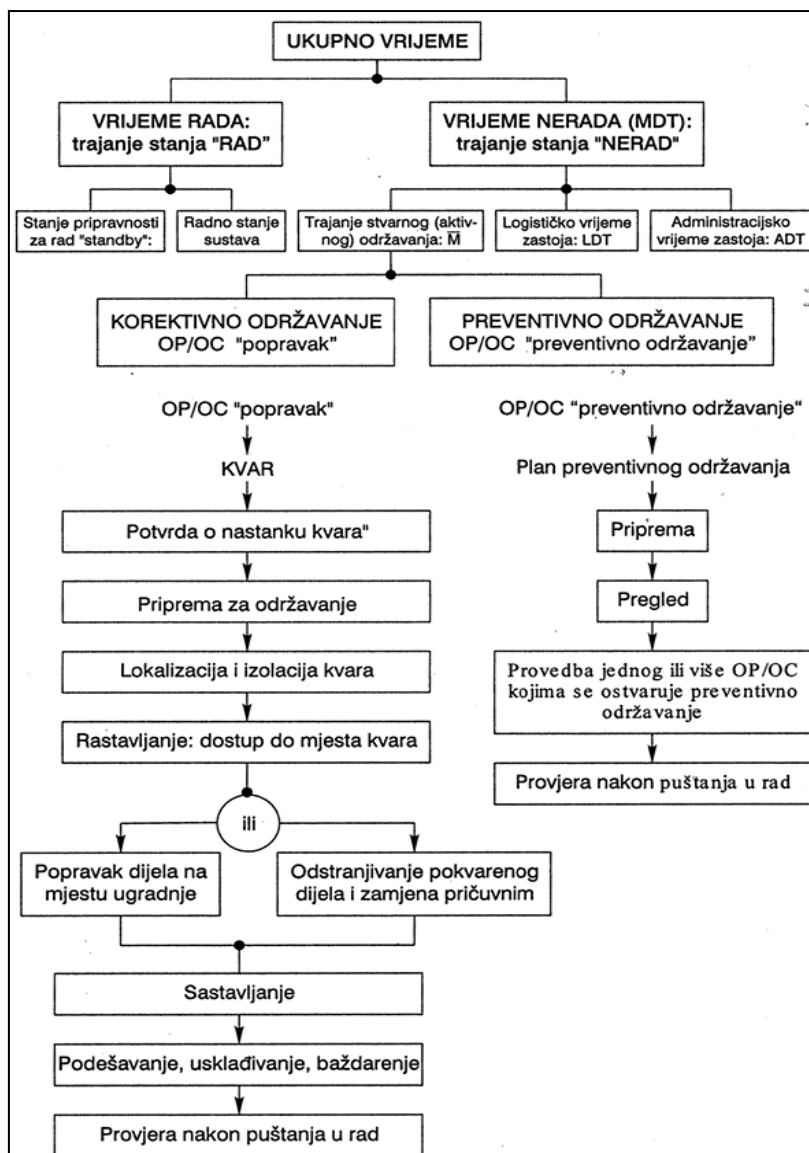 UKUPNO VRIJEME
VRIJEME RADA:
trajanje stanja "RAD"
VRIJEME NERADA (MDT):
trajanje stanja "NERAD"
Stanje pripravnosti
za rad "standby":
Radno stanje
sustava
Trajanje stvarnog (aktiv-
nog) održavanja: M̅
Logističko vrijeme
zastoja: LDT
Administracijsko
vrijeme zastoja: ADT
KOREKTIVNO ODRŽAVANJE
OP/OC "popravak"
PREVENTIVNO ODRŽAVANJE
OP/OC "preventivno održavanje"
OP/OC "popravak"
KVAR
Potvrda o nastanku kvara"
Priprema za održavanje
Lokalizacija i izolacija kvara
Rastavljanje: dostup do mjesta kvara
ili
Popravak dijela na
mjestu ugradnje
Odstranjivanje pokvarenog
dijela i zamjena pričuvnim
Sastavljanje
Podešavanje, usklađivanje, baždarenje
Provjera nakon puštanja u rad
OP/OC "preventivno održavanje"
Plan preventivnog održavanja
Priprema
Pregled
Provedba jednog ili više OP/OC
kojima se ostvaruje preventivno
održavanje
Provjera nakon puštanja u rad